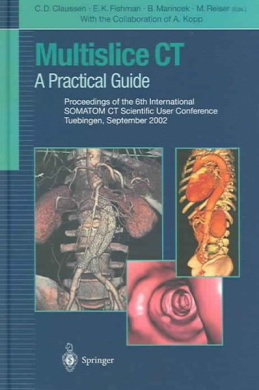 C.D. Claussen · E.K. Fishman · B. Marincek · M. Reiser (Eds.)
With the Collaboration of A. Kopp
Multislice CT
A Practical Guide
Proceedings of the 6th International
SOMATOM CT Scientific User Conference
Tuebingen, September 2002
Springer